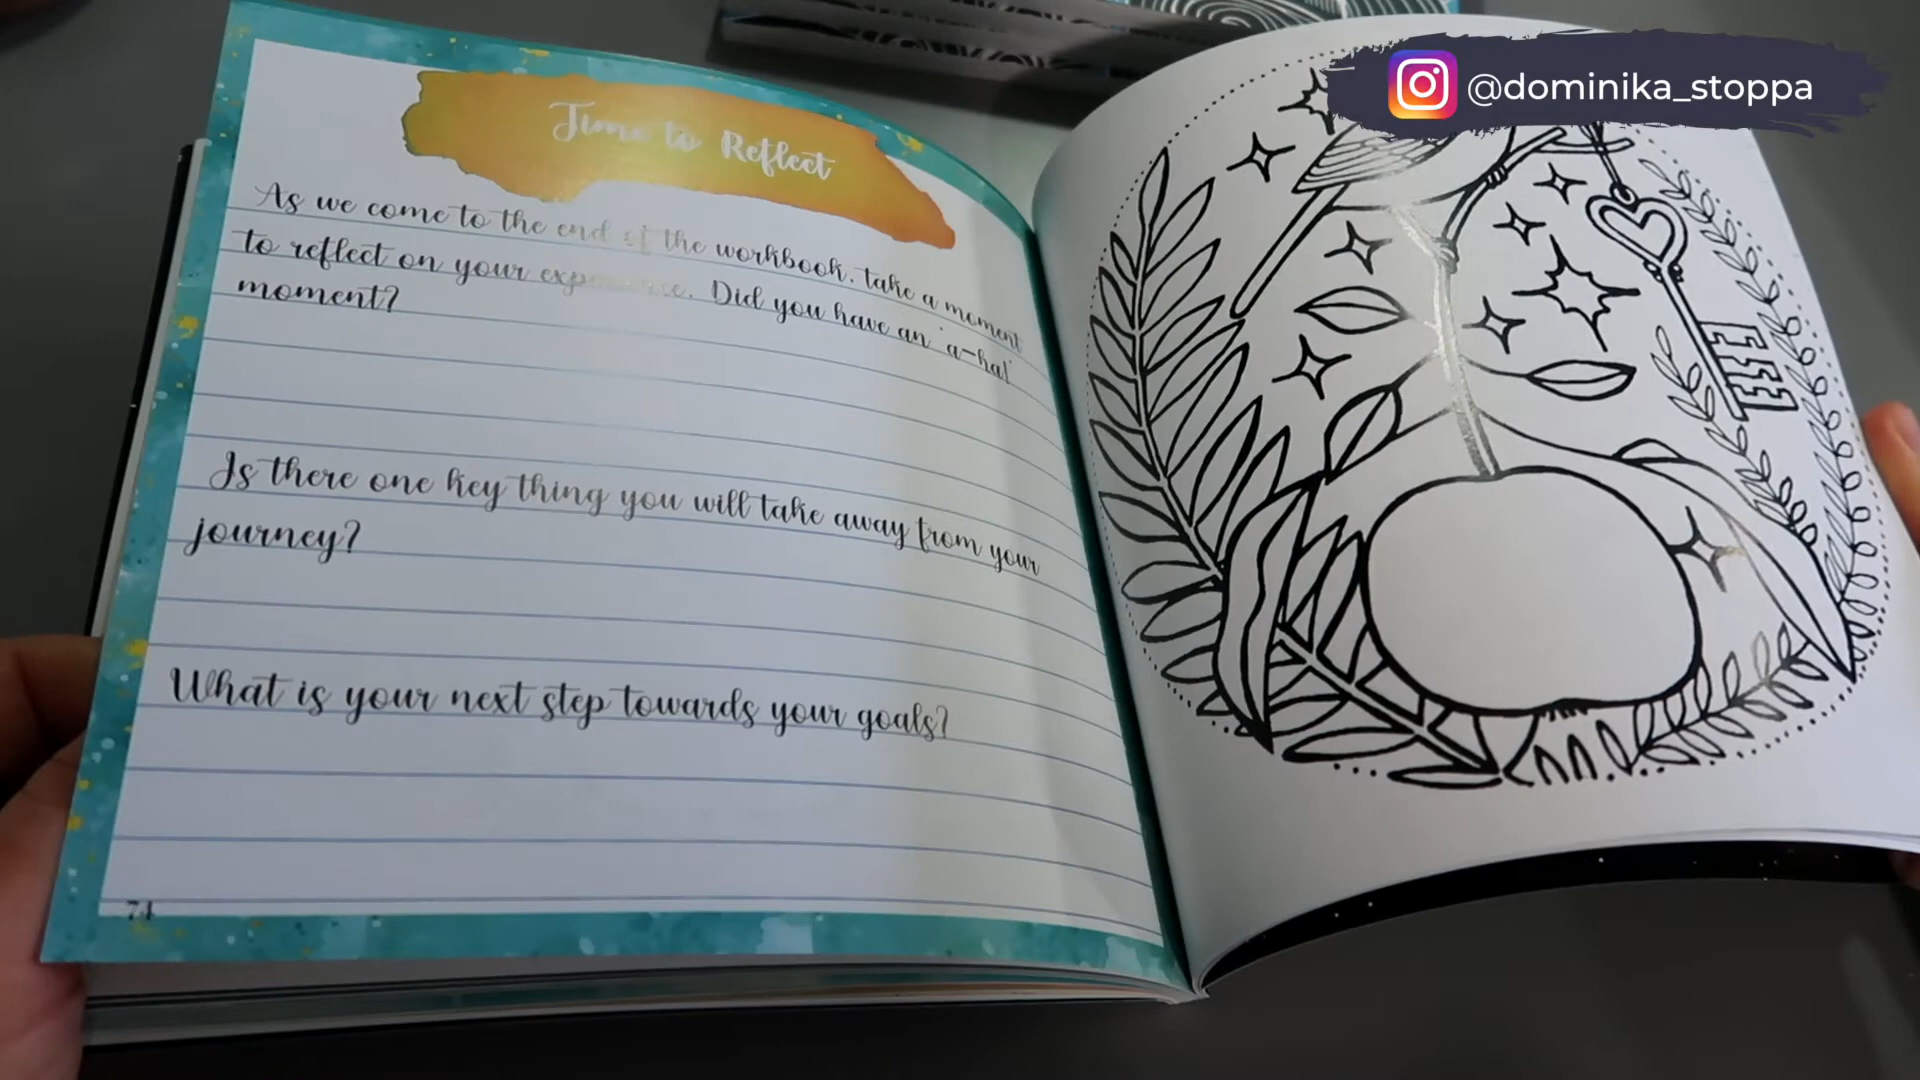 @dominika_stoppa
Time to Reflect
As we come to the end of the workbook, take a moment
to reflect on your experience. Did you have an 'a-ha!'
moment?
Is there one key thing you will take away from your
journey?
What is your next step towards your goals?
74